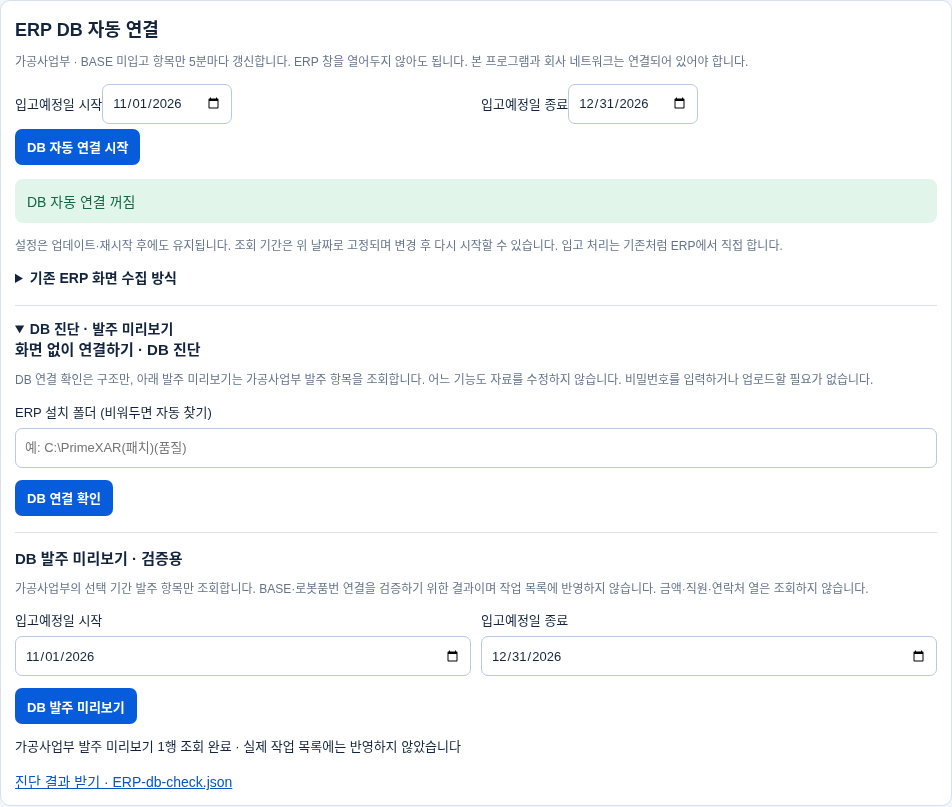 ERP DB 자동 연결
가공사업부 · BASE 미입고 항목만 5분마다 갱신합니다. ERP 창을 열어두지 않아도 됩니다. 본 프로그램과 회사 네트워크는 연결되어 있어야 합니다.
입고예정일 시작 11/01/2026 입고예정일 종료 12/31/2026
DB 자동 연결 시작
DB 자동 연결 꺼짐
설정은 업데이트·재시작 후에도 유지됩니다. 조회 기간은 위 날짜로 고정되며 변경 후 다시 시작할 수 있습니다. 입고 처리는 기존처럼 ERP에서 직접 합니다.
▶ 기존 ERP 화면 수집 방식
▼ DB 진단 · 발주 미리보기
화면 없이 연결하기 · DB 진단
DB 연결 확인은 구조만, 아래 발주 미리보기는 가공사업부 발주 항목을 조회합니다. 어느 기능도 자료를 수정하지 않습니다. 비밀번호를 입력하거나 업로드할 필요가 없습니다.
ERP 설치 폴더 (비워두면 자동 찾기)
예: C:\PrimeXAR(패치)(품질)
DB 연결 확인
DB 발주 미리보기 · 검증용
가공사업부의 선택 기간 발주 항목만 조회합니다. BASE·로봇품번 연결을 검증하기 위한 결과이며 작업 목록에 반영하지 않습니다. 금액·직원·연락처 열은 조회하지 않습니다.
입고예정일 시작 입고예정일 종료
11/01/2026 12/31/2026
DB 발주 미리보기
가공사업부 발주 미리보기 1행 조회 완료 · 실제 작업 목록에는 반영하지 않았습니다
진단 결과 받기 · ERP-db-check.json